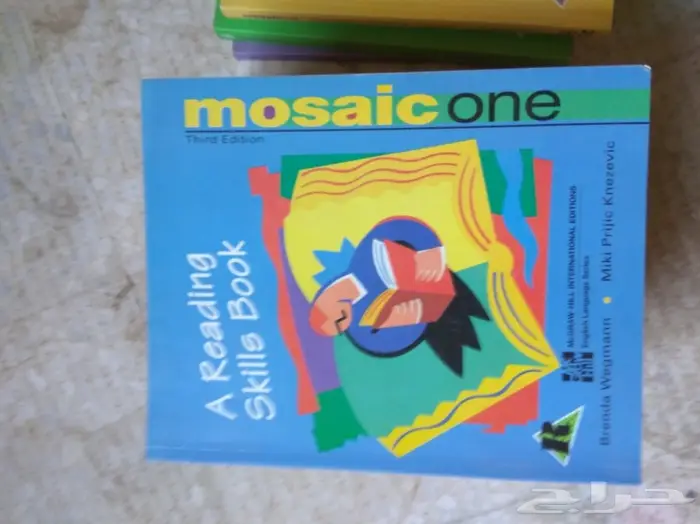 mosaic one
Third Edition
A Reading
Skills Book
McGRAW-HILL INTERNATIONAL EDITIONS
English Language Series
Brenda Wegmann • Miki Prijic Knezevic
R
حراج